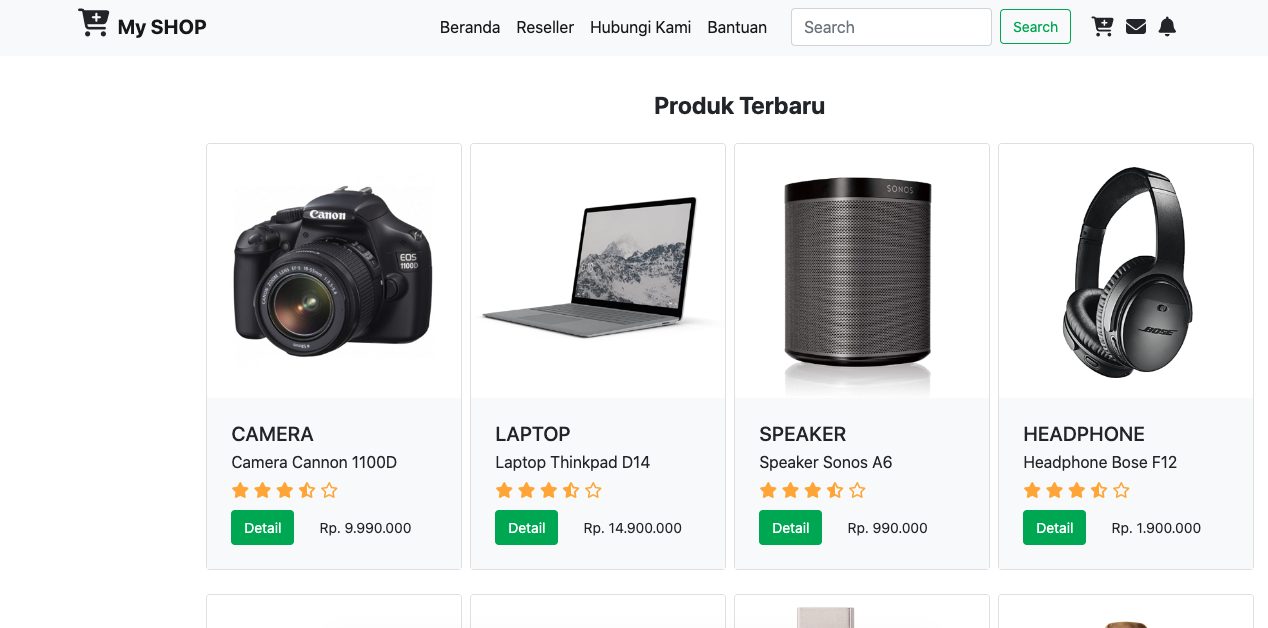 My SHOP
Beranda Reseller Hubungi Kami Bantuan Search Search
Produk Terbaru
Canon
EOS
1100D
SONOS
BOSE
CAMERA
Camera Cannon 1100D
Detail Rp. 9.990.000
LAPTOP
Laptop Thinkpad D14
Detail Rp. 14.900.000
SPEAKER
Speaker Sonos A6
Detail Rp. 990.000
HEADPHONE
Headphone Bose F12
Detail Rp. 1.900.000